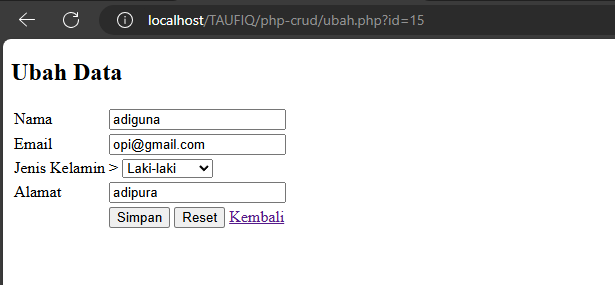 localhost/TAUFIQ/php-crud/ubah.php?id=15
Ubah Data
Nama adiguna
Email opi@gmail.com
Jenis Kelamin > Laki-laki
Alamat adipura
Simpan Reset Kembali